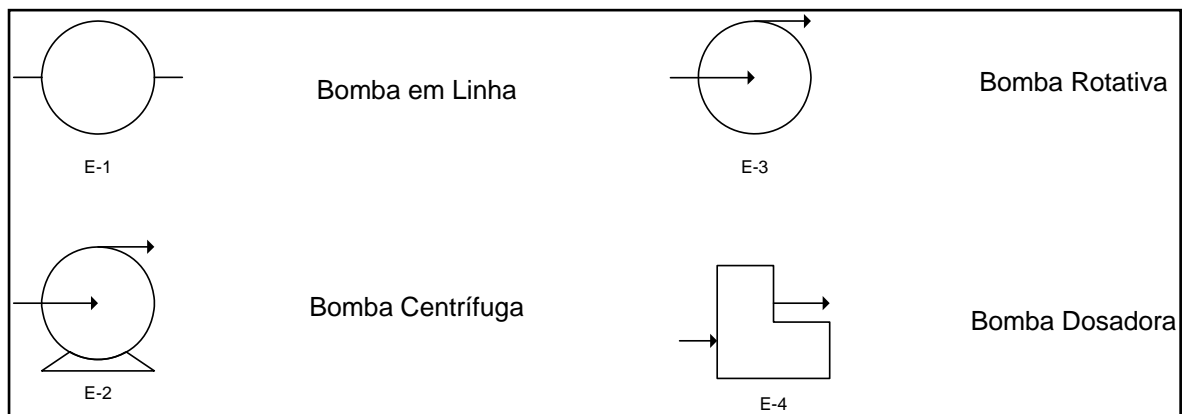 Bomba em Linha
E-1
Bomba Rotativa
E-3
Bomba Centrífuga
E-2
Bomba Dosadora
E-4